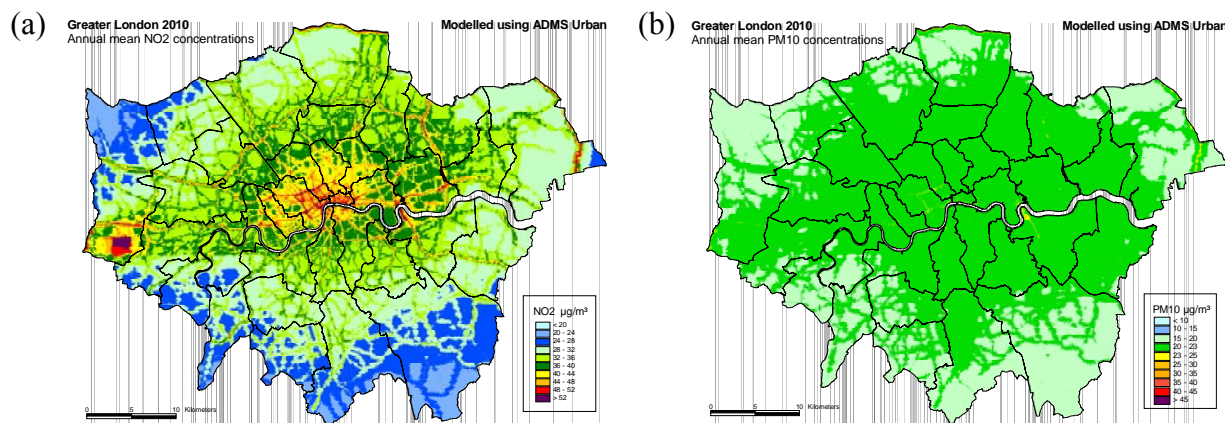 (a)
Greater London 2010
Modelled using ADMS Urban
Annual mean NO2 concentrations
NO2 µg/m³
< 20
20 - 24
24 - 28
28 - 32
32 - 36
36 - 40
40 - 44
44 - 48
48 - 52
> 52
0 5 10 Kilometers
(b)
Greater London 2010
Modelled using ADMS Urban
Annual mean PM10 concentrations
PM10 µg/m³
< 10
10 - 15
15 - 20
20 - 23
23 - 25
25 - 30
30 - 35
35 - 40
40 - 45
> 45
0 5 10 Kilometers